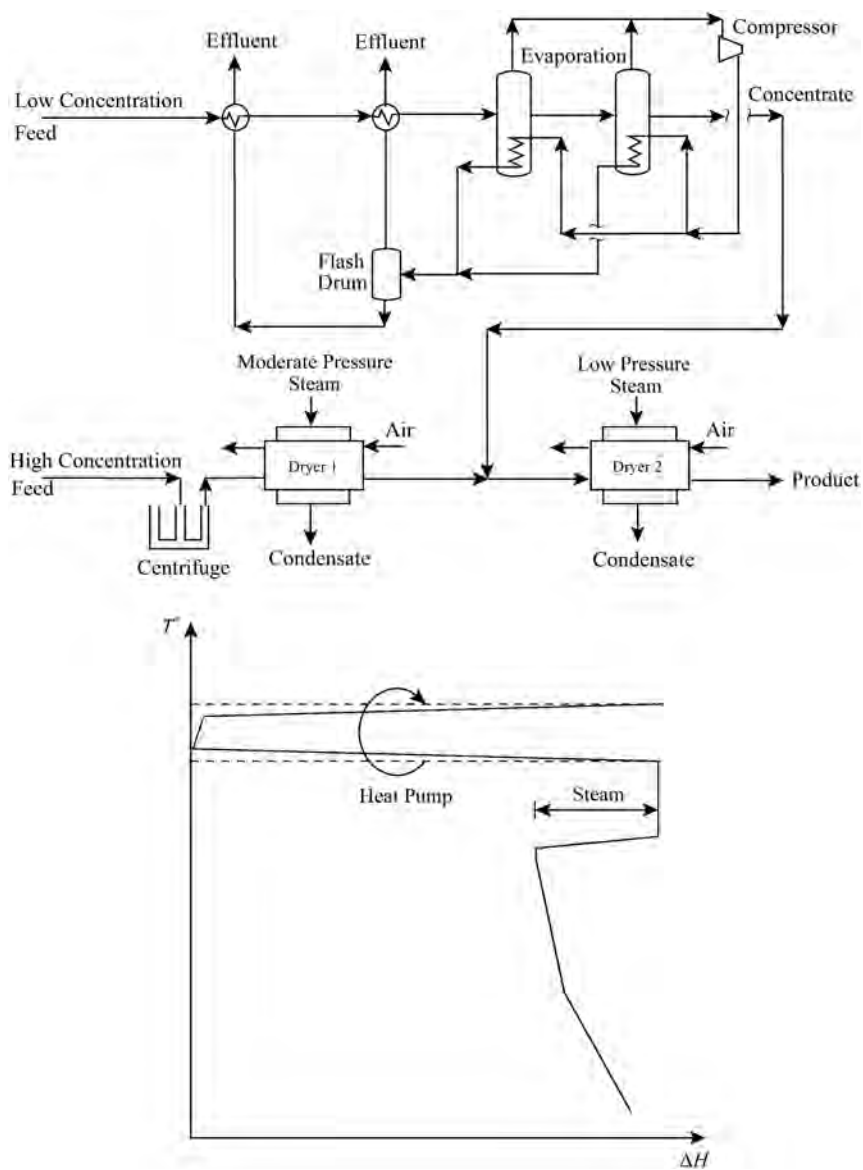 Compressor
Effluent
Effluent
Evaporation
Low Concentration
Feed
Concentrate
Flash
Drum
Moderate Pressure
Steam
Low Pressure
Steam
Air
Air
High Concentration
Feed
Dryer 1
Dryer 2
Product
Centrifuge
Condensate
Condensate
T*
Heat Pump
Steam
ΔH